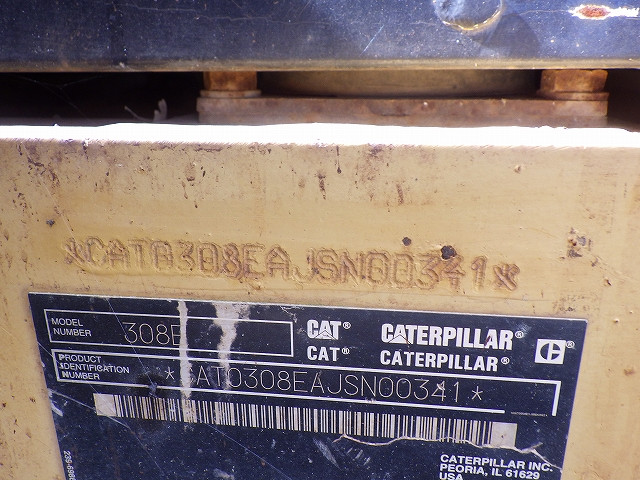 *CAT0308EAJSN00341*
MODEL NUMBER 308E
CAT® CATERPILLAR®
CAT® CATERPILLAR®
PRODUCT IDENTIFICATION NUMBER *CAT0308EAJSN00341*
CATERPILLAR INC.
PEORIA, IL 61629
USA